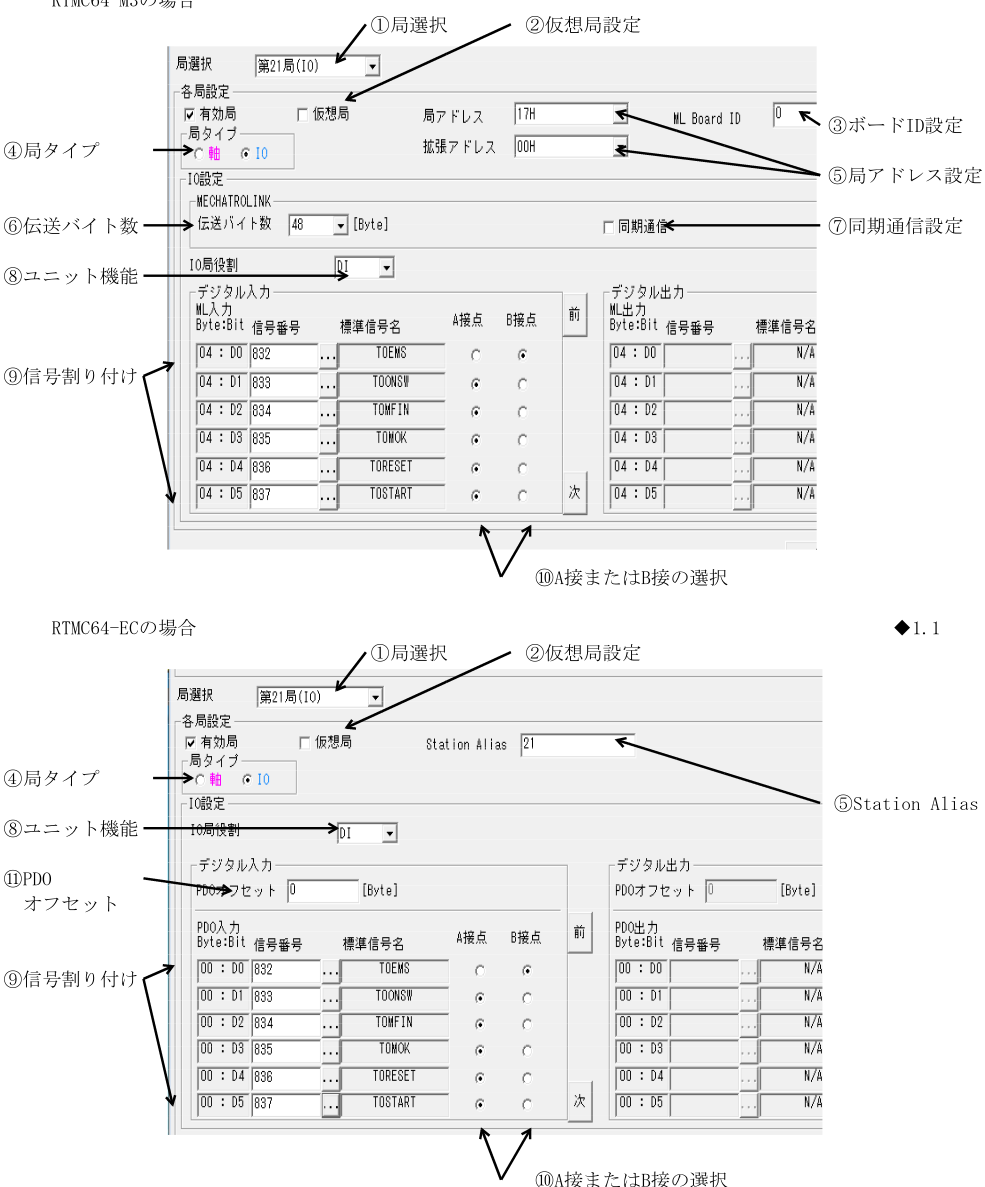 RTMC64-M3の場合
①局選択
②仮想局設定
局選択 第21局(IO)
各局設定
有効局 仮想局 局アドレス 17H ML Board ID 0
③ボードID設定
④局タイプ
局タイプ
軸 IO 拡張アドレス 00H
⑤局アドレス設定
IO設定
MECHATROLINK
⑥伝送バイト数
伝送バイト数 48 [Byte] 同期通信
⑦同期通信設定
⑧ユニット機能
IO局役割 DI
デジタル入力 デジタル出力
ML入力 ML出力
Byte:Bit 信号番号 標準信号名 A接点 B接点 前 Byte:Bit 信号番号 標準信号名
⑨信号割り付け
04 : D0 832 ... TOEMS 04 : D0 ... N/A
04 : D1 833 ... TOONSW 04 : D1 ... N/A
04 : D2 834 ... TOMFIN 04 : D2 ... N/A
04 : D3 835 ... TOMOK 04 : D3 ... N/A
04 : D4 836 ... TORESET 04 : D4 ... N/A
04 : D5 837 ... TOSTART 次 04 : D5 ... N/A
⑩A接またはB接の選択
RTMC64-ECの場合 ◆1.1
①局選択
②仮想局設定
局選択 第21局(IO)
各局設定
有効局 仮想局 Station Alias 21
④局タイプ
局タイプ
軸 IO
⑤Station Alias
IO設定
⑧ユニット機能
IO局役割 DI
デジタル入力 デジタル出力
⑪PDO
オフセット
PDOオフセット 0 [Byte] PDOオフセット 0 [Byte]
PDO入力 PDO出力
Byte:Bit 信号番号 標準信号名 A接点 B接点 前 Byte:Bit 信号番号 標準信号名
⑨信号割り付け
00 : D0 832 ... TOEMS 00 : D0 ... N/A
00 : D1 833 ... TOONSW 00 : D1 ... N/A
00 : D2 834 ... TOMFIN 00 : D2 ... N/A
00 : D3 835 ... TOMOK 00 : D3 ... N/A
00 : D4 836 ... TORESET 00 : D4 ... N/A
00 : D5 837 ... TOSTART 次 00 : D5 ... N/A
⑩A接またはB接の選択